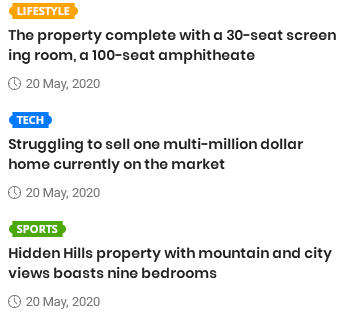 LIFESTYLE
The property complete with a 30-seat screen
ing room, a 100-seat amphitheate
20 May, 2020
TECH
Struggling to sell one multi-million dollar
home currently on the market
20 May, 2020
SPORTS
Hidden Hills property with mountain and city
views boasts nine bedrooms
20 May, 2020